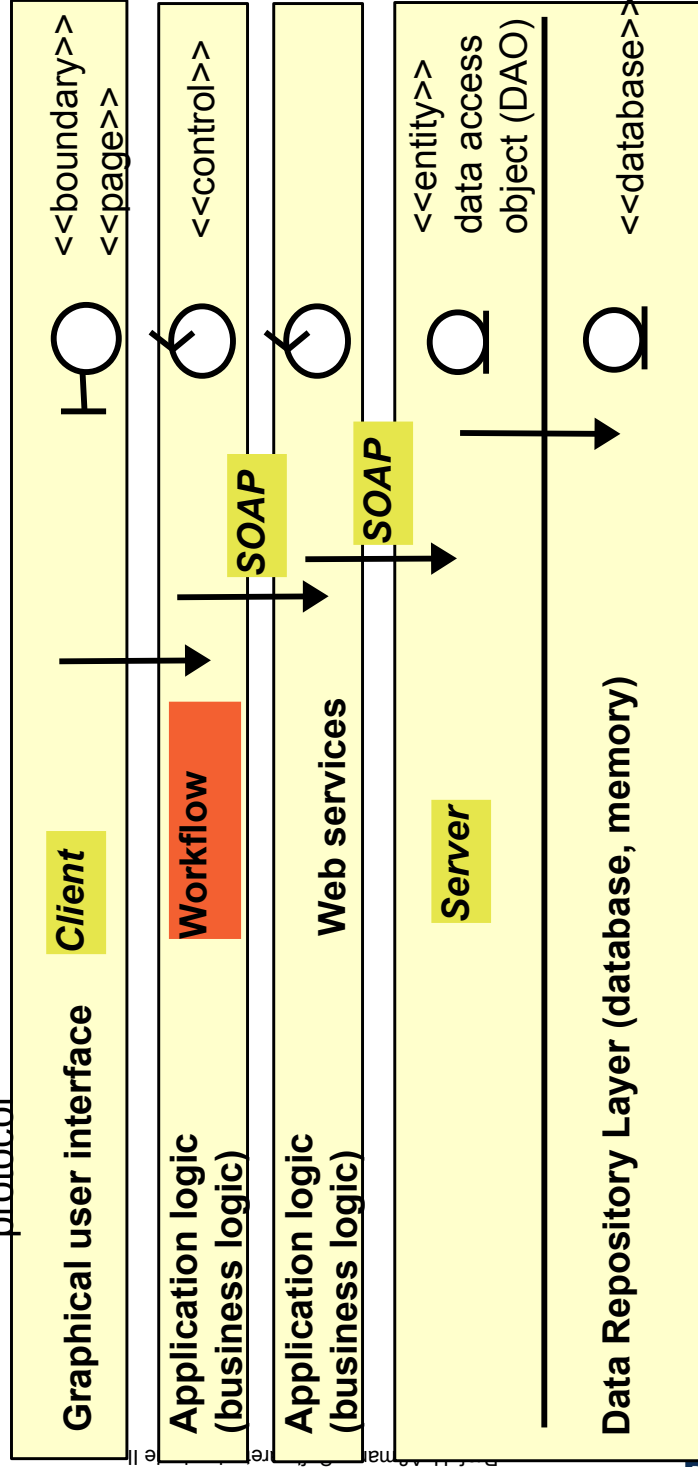 protocol
Graphical user interface
Client
<<boundary>>
<<page>>
Application logic
(business logic)
Workflow
<<control>>
SOAP
Application logic
(business logic)
Web services
SOAP
Server
<<entity>>
data access
object (DAO)
Data Repository Layer (database, memory)
<<database>>